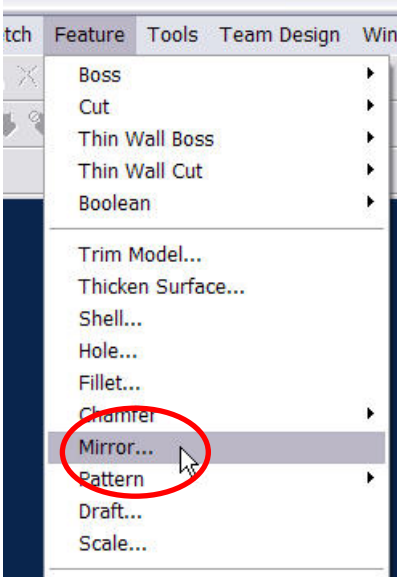 tch Feature Tools Team Design Win
Boss
Cut
Thin Wall Boss
Thin Wall Cut
Boolean
Trim Model...
Thicken Surface...
Shell...
Hole...
Fillet...
Chamfer
Mirror...
Pattern
Draft...
Scale...